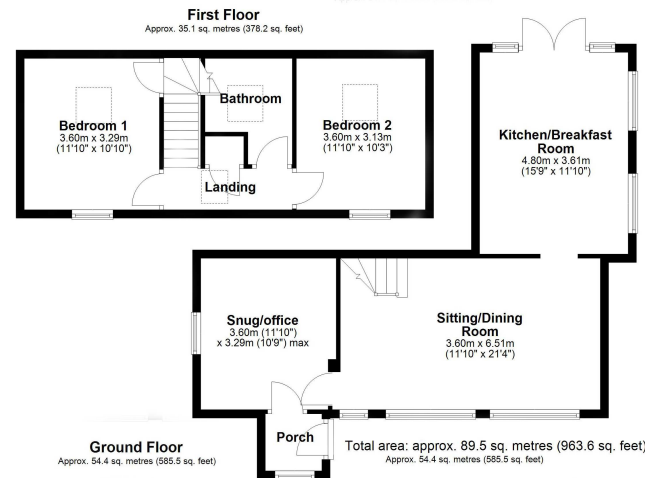 First Floor
Approx. 35.1 sq. metres (378.2 sq. feet)
Bedroom 1
3.60m x 3.29m
(11'10" x 10'10")
Bathroom
Bedroom 2
3.60m x 3.13m
(11'10" x 10'3")
Landing
Kitchen/Breakfast
Room
4.80m x 3.61m
(15'9" x 11'10")
Snug/office
3.60m (11'10")
x 3.29m (10'9") max
Sitting/Dining
Room
3.60m x 6.51m
(11'10" x 21'4")
Porch
Ground Floor
Approx. 54.4 sq. metres (585.5 sq. feet)
Total area: approx. 89.5 sq. metres (963.6 sq. feet)
Approx. 54.4 sq. metres (585.5 sq. feet)